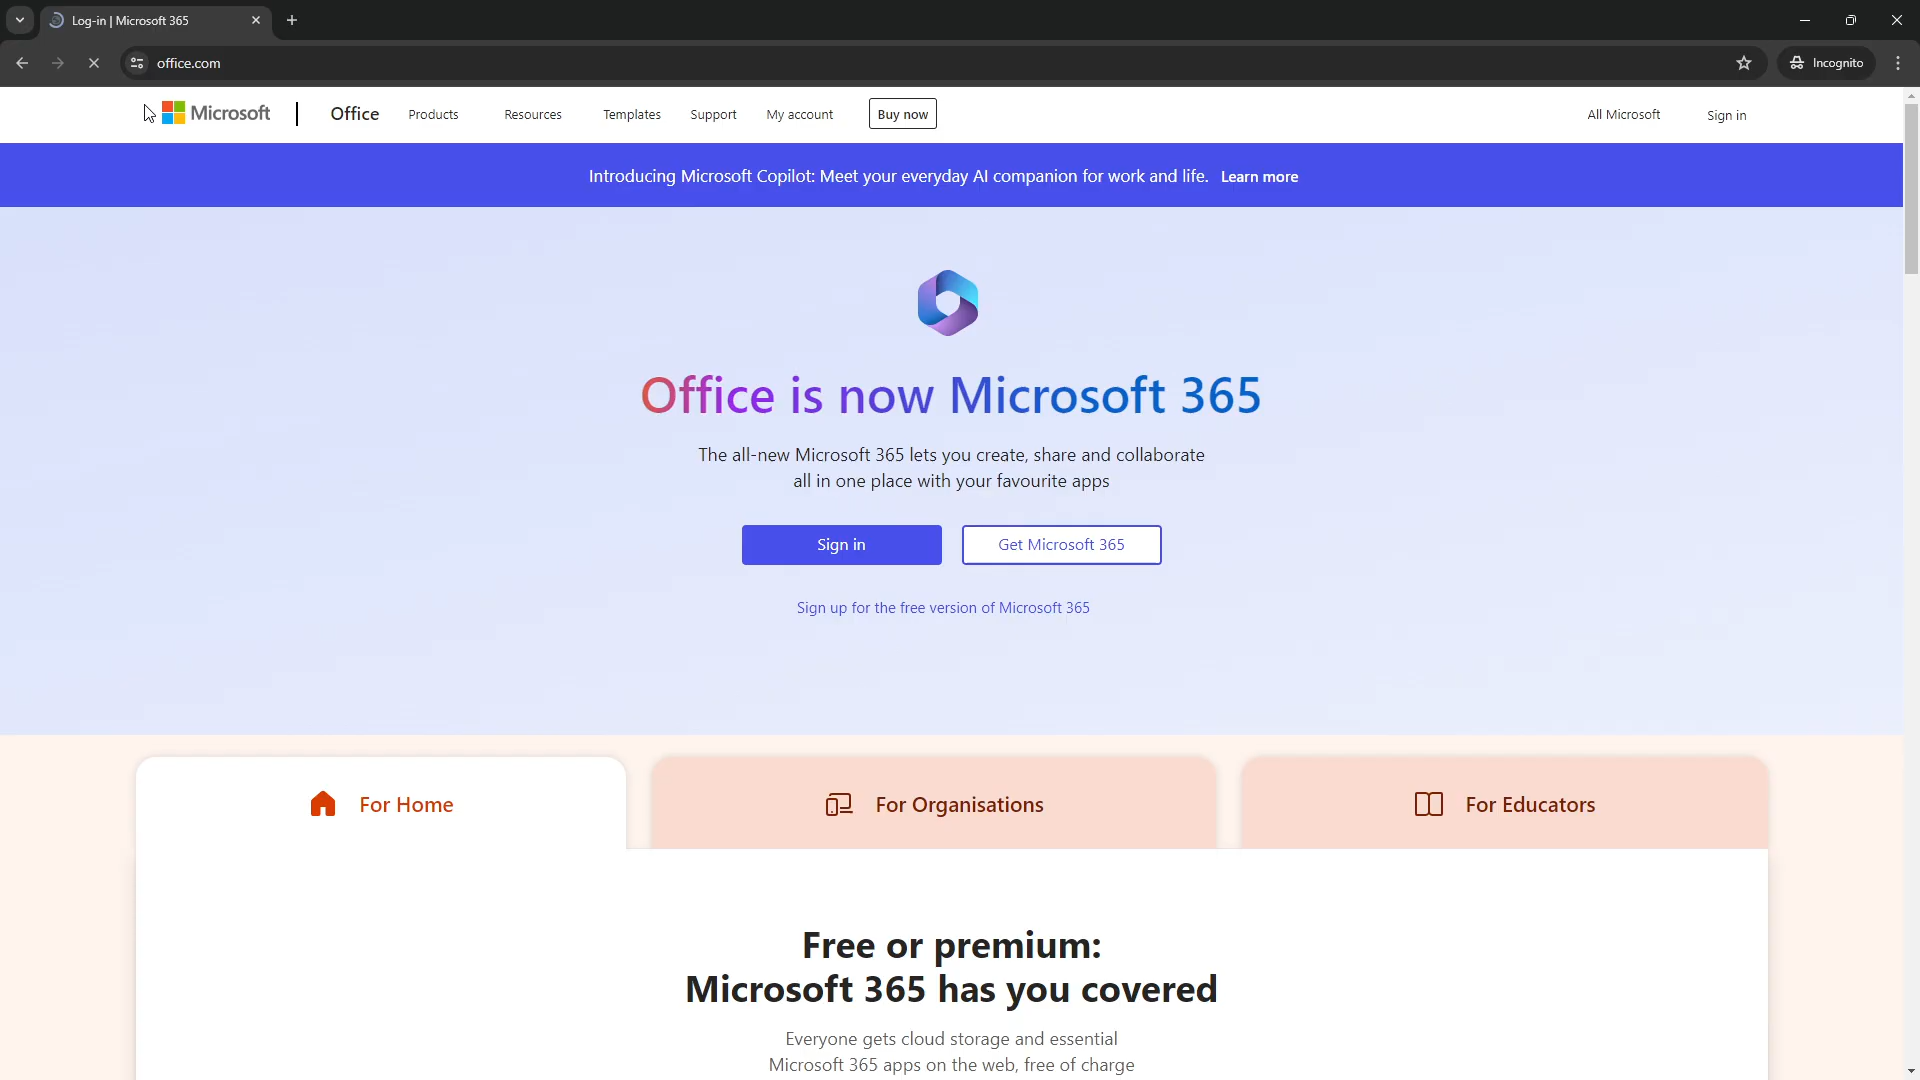 Log-in | Microsoft 365
office.com
Incognito
Microsoft
Office
Products
Resources
Templates
Support
My account
Buy now
All Microsoft
Sign in
Introducing Microsoft Copilot: Meet your everyday AI companion for work and life. Learn more
Office is now Microsoft 365
The all-new Microsoft 365 lets you create, share and collaborate
all in one place with your favourite apps
Sign in
Get Microsoft 365
Sign up for the free version of Microsoft 365
For Home
For Organisations
For Educators
Free or premium:
Microsoft 365 has you covered
Everyone gets cloud storage and essential
Microsoft 365 apps on the web, free of charge